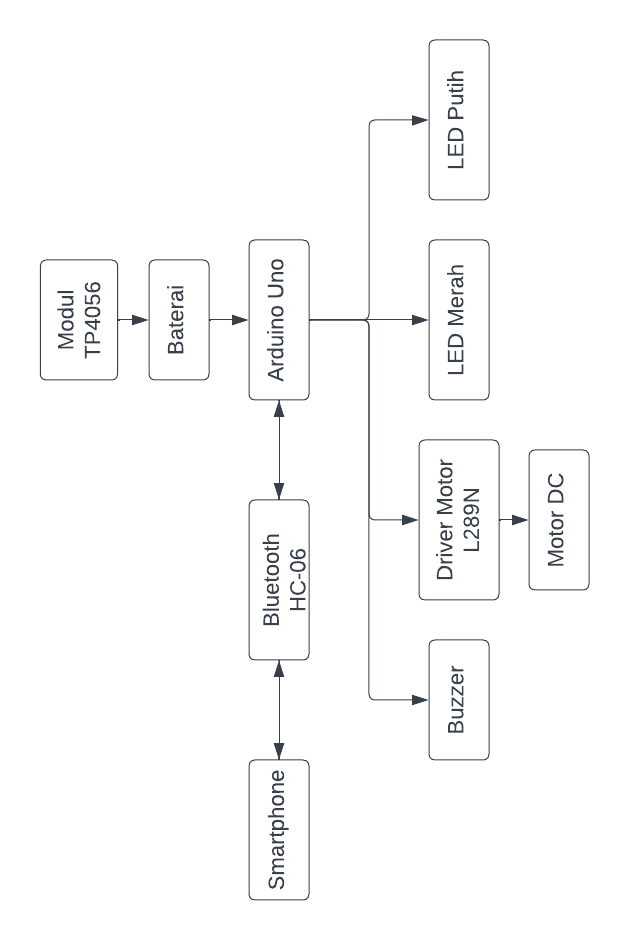 Modul
TP4056
Baterai
Arduino Uno
LED Putih
LED Merah
Driver Motor
L289N
Motor DC
Buzzer
Bluetooth
HC-06
Smartphone